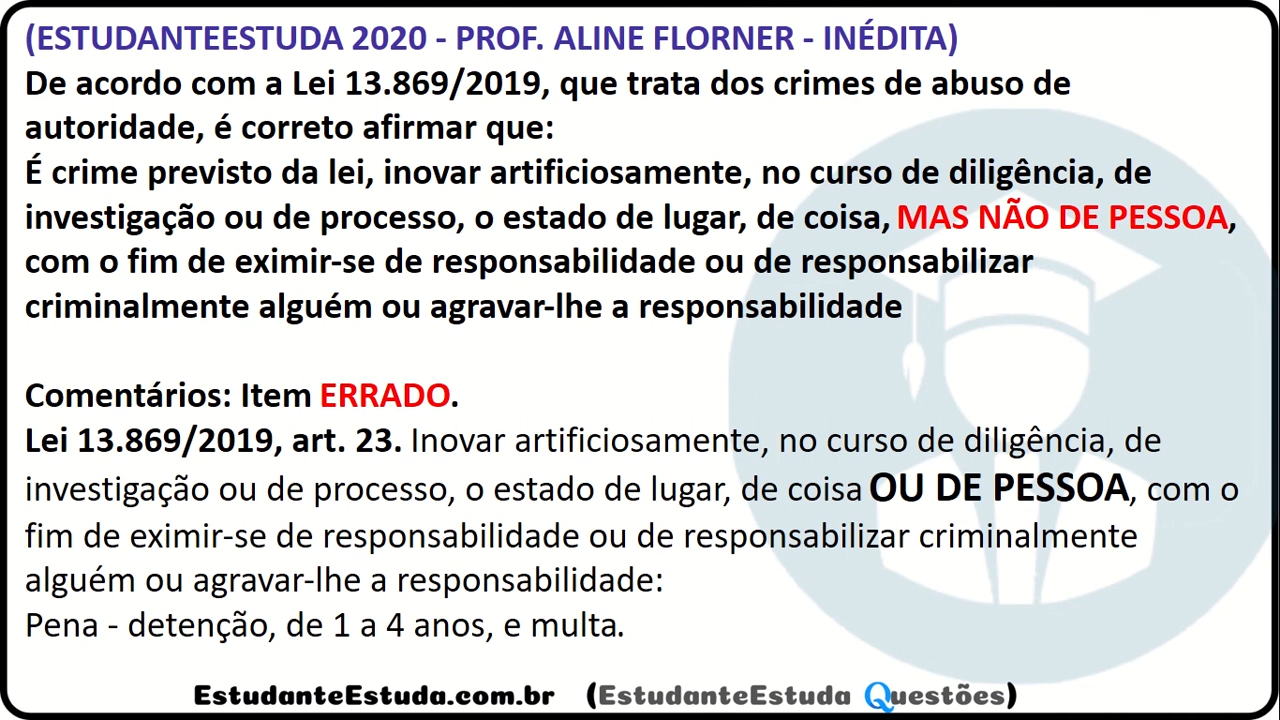 (ESTUDANTEESTUDA 2020 - PROF. ALINE FLORNER - INÉDITA)
De acordo com a Lei 13.869/2019, que trata dos crimes de abuso de
autoridade, é correto afirmar que:
É crime previsto da lei, inovar artificiosamente, no curso de diligência, de
investigação ou de processo, o estado de lugar, de coisa, MAS NÃO DE PESSOA,
com o fim de eximir-se de responsabilidade ou de responsabilizar
criminalmente alguém ou agravar-lhe a responsabilidade
Comentários: Item ERRADO.
Lei 13.869/2019, art. 23. Inovar artificiosamente, no curso de diligência, de
investigação ou de processo, o estado de lugar, de coisa OU DE PESSOA, com o
fim de eximir-se de responsabilidade ou de responsabilizar criminalmente
alguém ou agravar-lhe a responsabilidade:
Pena - detenção, de 1 a 4 anos, e multa.
EstudanteEstuda.com.br (EstudanteEstuda Questões)